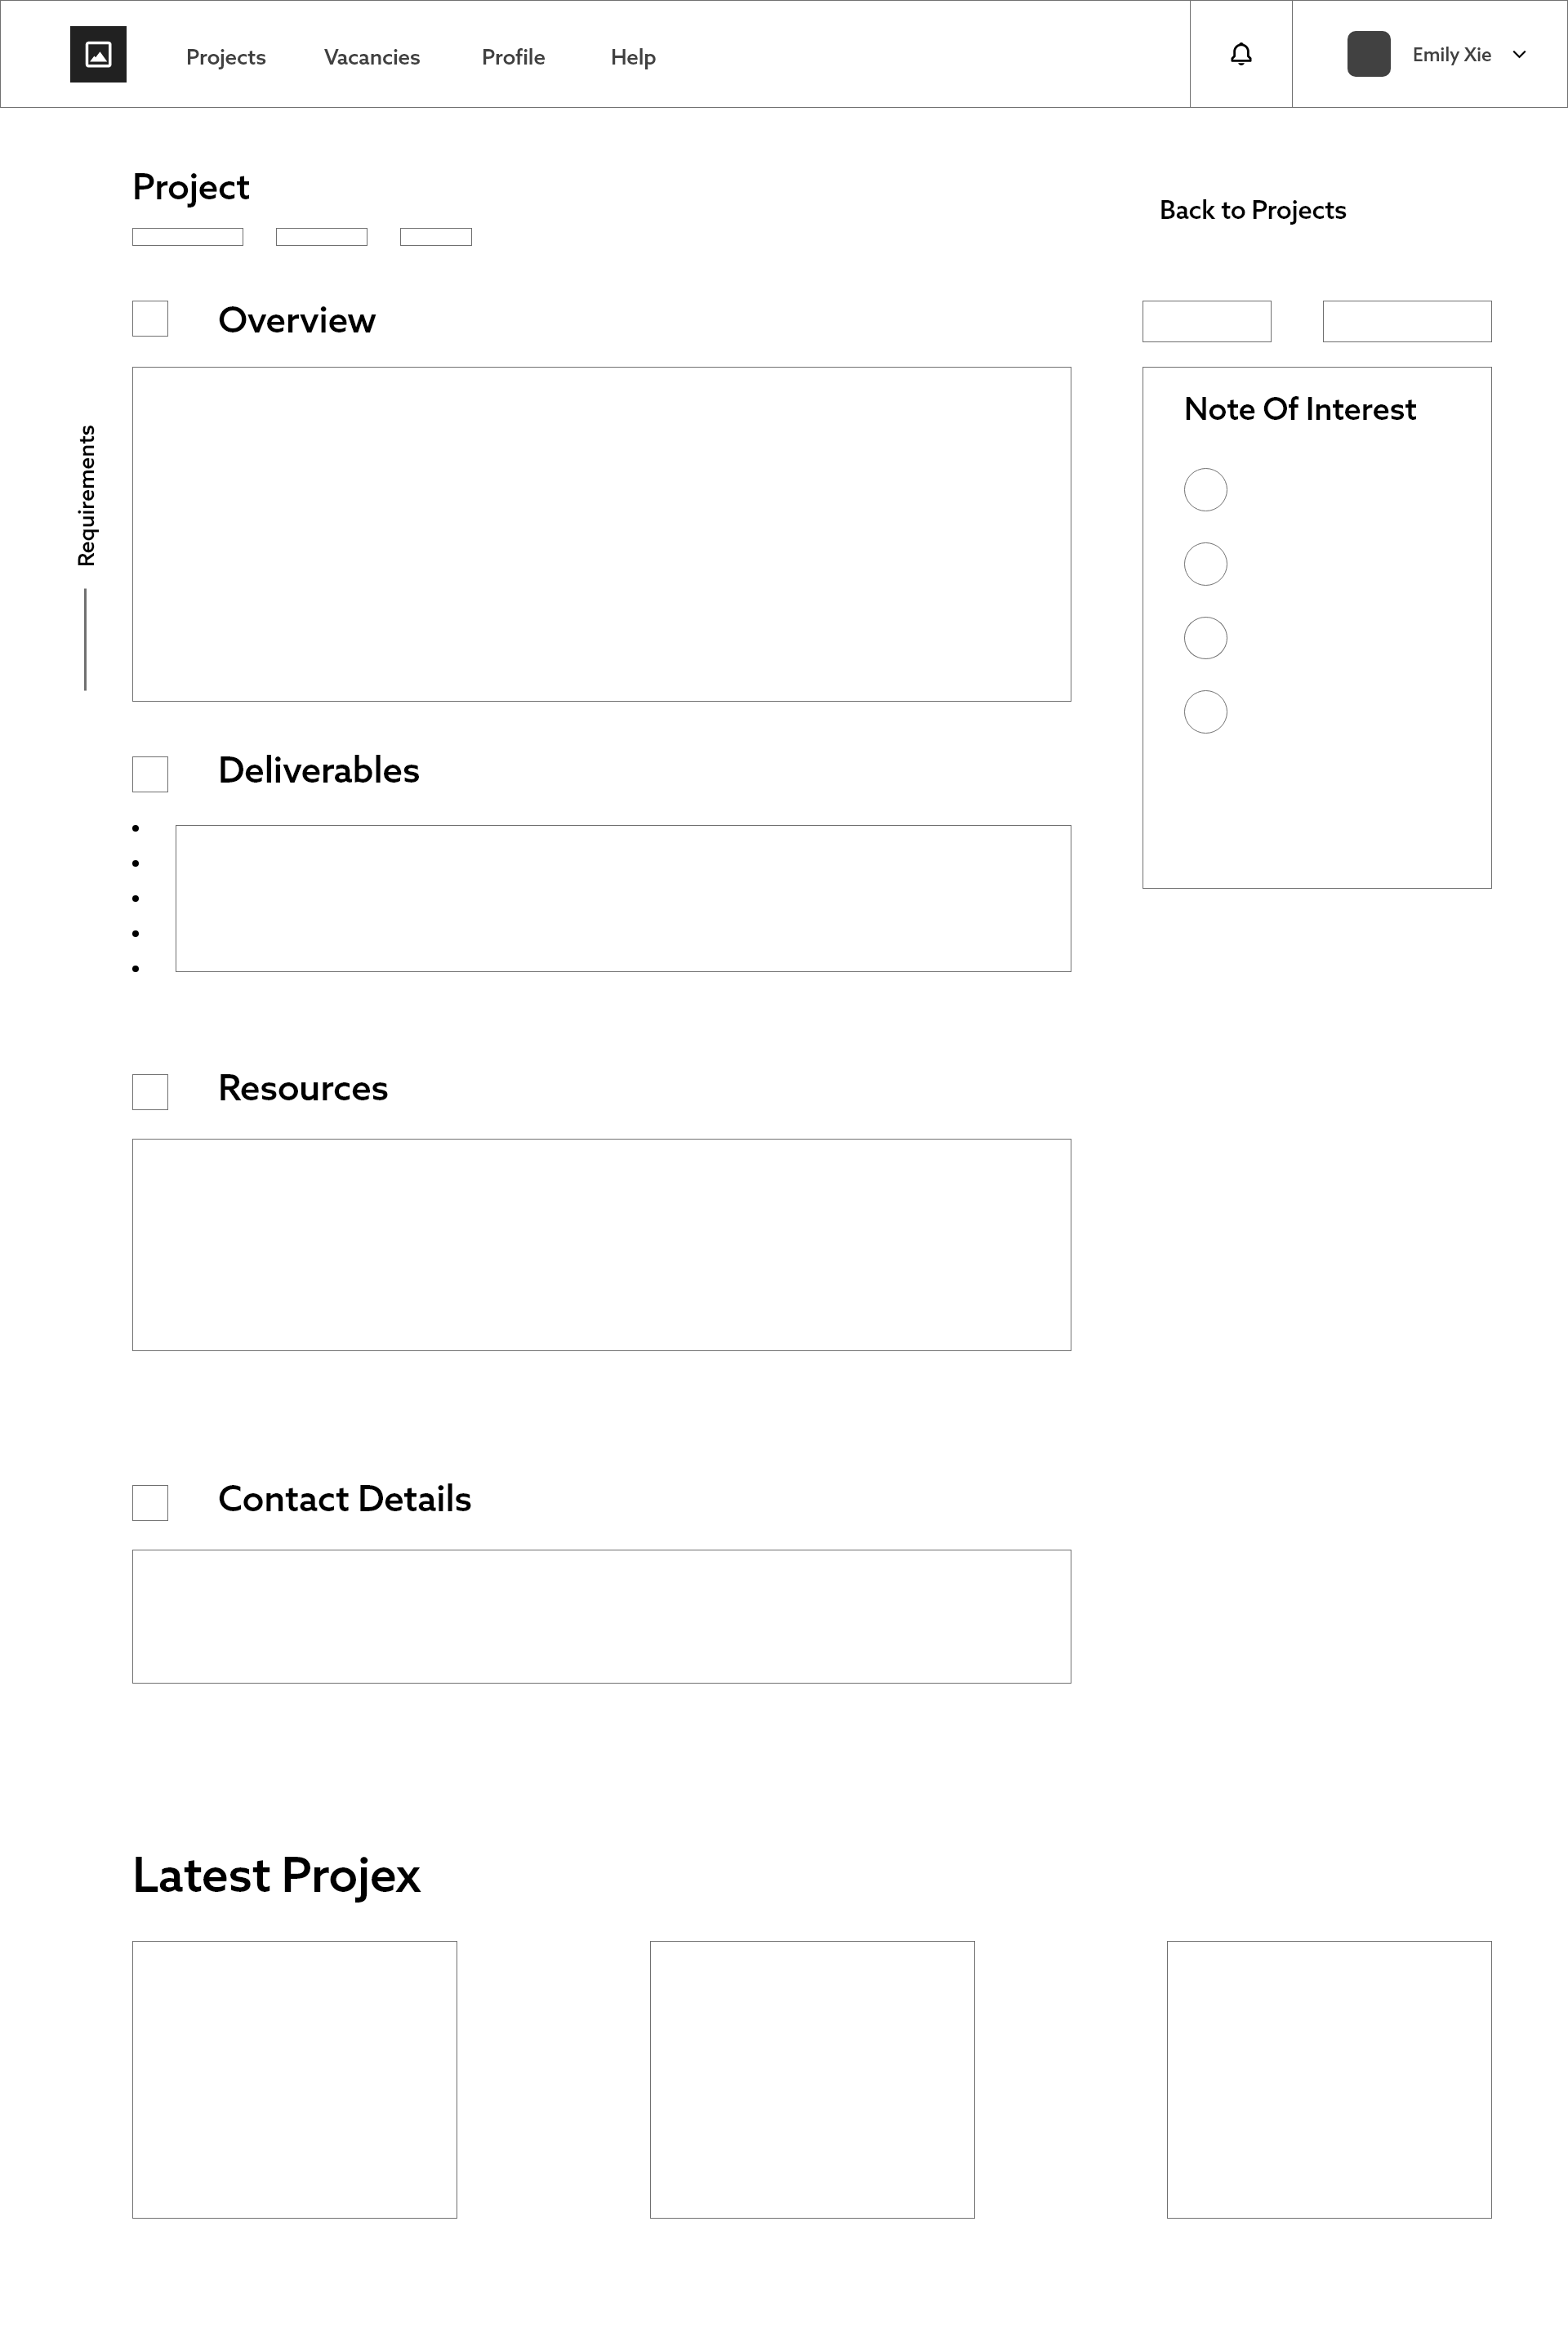 Projects
Vacancies
Profile
Help
Emily Xie
Project
Back to Projects
Overview
Requirements
Note Of Interest
Deliverables
Resources
Contact Details
Latest Projex